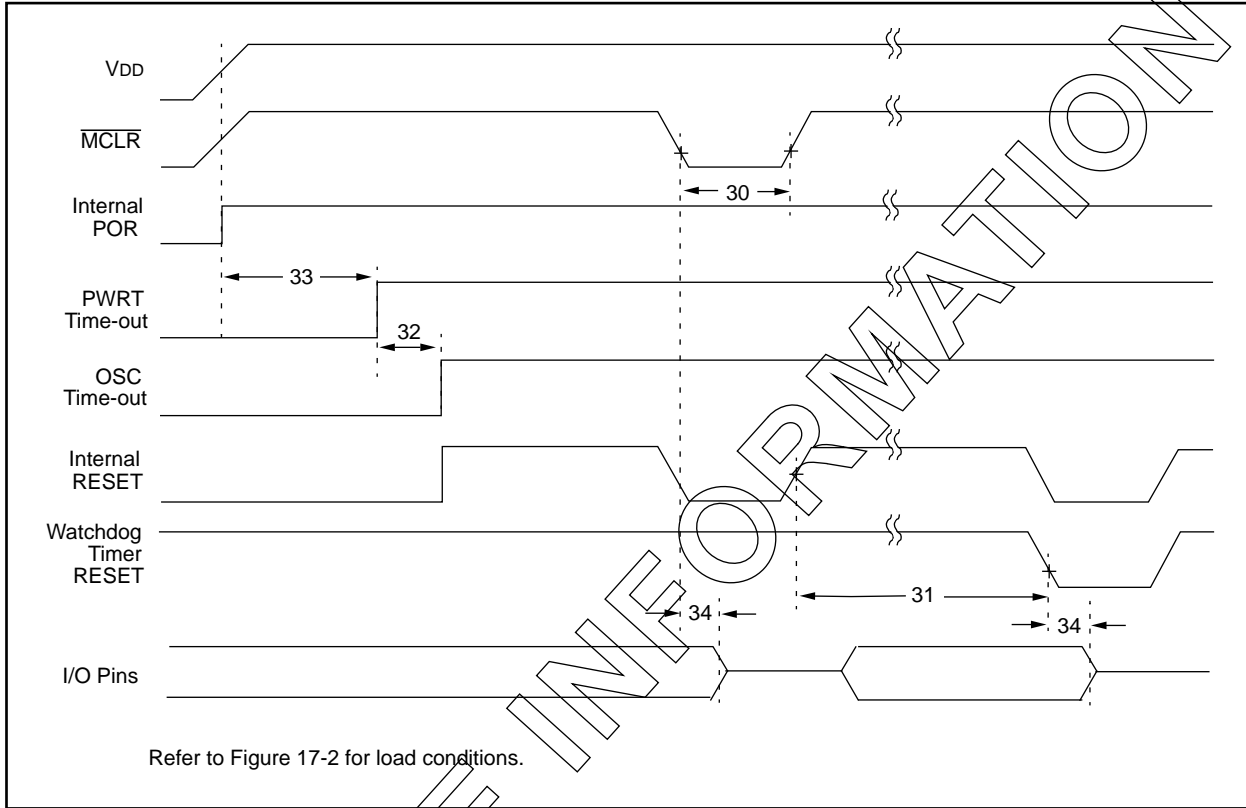 VDD
MCLR
30
Internal
POR
33
PWRT
Time-out
32
OSC
Time-out
Internal
RESET
Watchdog
Timer
RESET
31
34
34
I/O Pins
Refer to Figure 17-2 for load conditions.
E INFORMATION